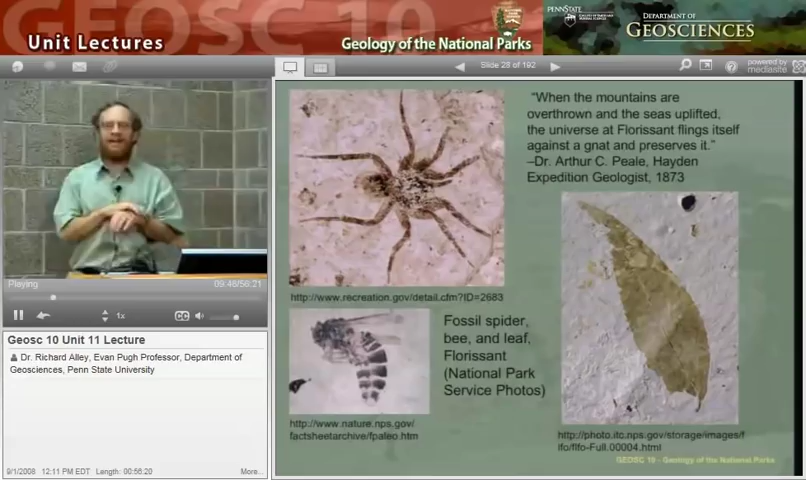 GEOSC 10
Unit Lectures
Geology of the National Parks
PENNSTATE
DEPARTMENT OF
GEOSCIENCES
Slide 28 of 192
powered by
mediasite
"When the mountains are
overthrown and the seas uplifted,
the universe at Florissant flings itself
against a gnat and preserves it."
–Dr. Arthur C. Peale, Hayden
Expedition Geologist, 1873
http://www.recreation.gov/detail.cfm?ID=2683
Fossil spider,
bee, and leaf,
Florissant
(National Park
Service Photos)
http://www.nature.nps.gov/
factsheetarchive/fpaleo.htm
http://photo.itc.nps.gov/storage/images/f
lfo/flfo-Full.00004.html
GEOSC 10 - Geology of the National Parks
Playing
09:48/56:21
1x
CC
Geosc 10 Unit 11 Lecture
Dr. Richard Alley, Evan Pugh Professor, Department of
Geosciences, Penn State University
9/1/2008 12:11 PM EDT Length: 00:56:20
More...